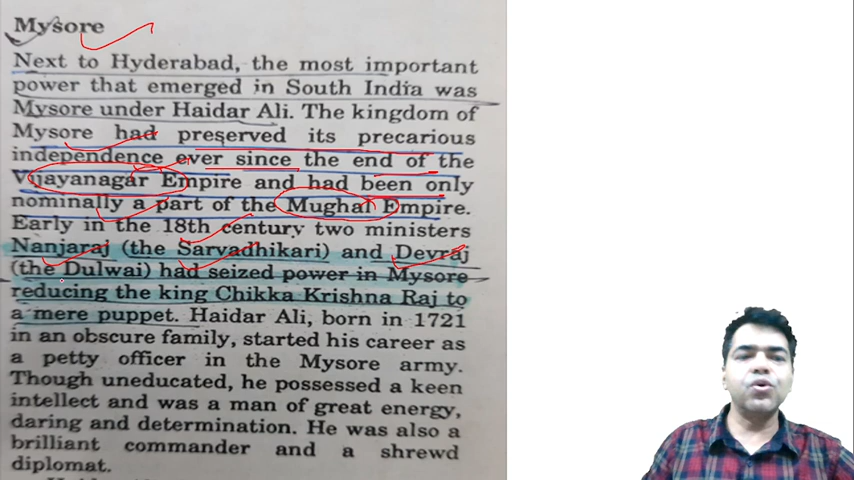 Mysore
Next to Hyderabad, the most important
power that emerged in South India was
Mysore under Haidar Ali. The kingdom of
Mysore had preserved its precarious
independence ever since the end of the
Vijayanagar Empire and had been only
nominally a part of the Mughal Empire.
Early in the 18th century two ministers
Nanjaraj (the Sarvadhikari) and Devraj
(the Dulwai) had seized power in Mysore
reducing the king Chikka Krishna Raj to
a mere puppet. Haidar Ali, born in 1721
in an obscure family, started his career as
a petty officer in the Mysore army.
Though uneducated, he possessed a keen
intellect and was a man of great energy,
daring and determination. He was also a
brilliant commander and a shrewd
diplomat.